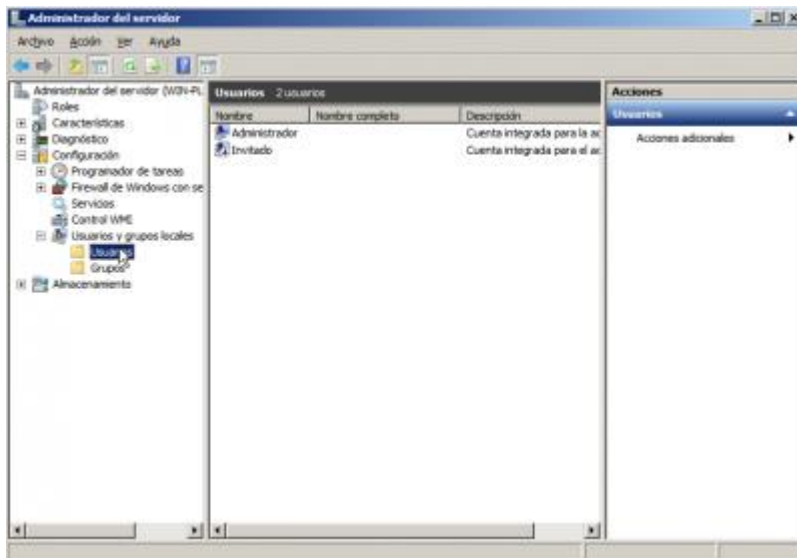 Administrador del servidor
Archivo Acción Ver Ayuda
Administrador del servidor (WIN-PL
Roles
Características
Diagnóstico
Configuración
Programador de tareas
Firewall de Windows con se
Servicios
Control WMI
Usuarios y grupos locales
Usuarios
Grupos
Almacenamiento
Usuarios 2 usuarios
Nombre Nombre completo Descripción
Administrador Cuenta integrada para la ad
Invitado Cuenta integrada para el ac
Acciones
Usuarios
Acciones adicionales